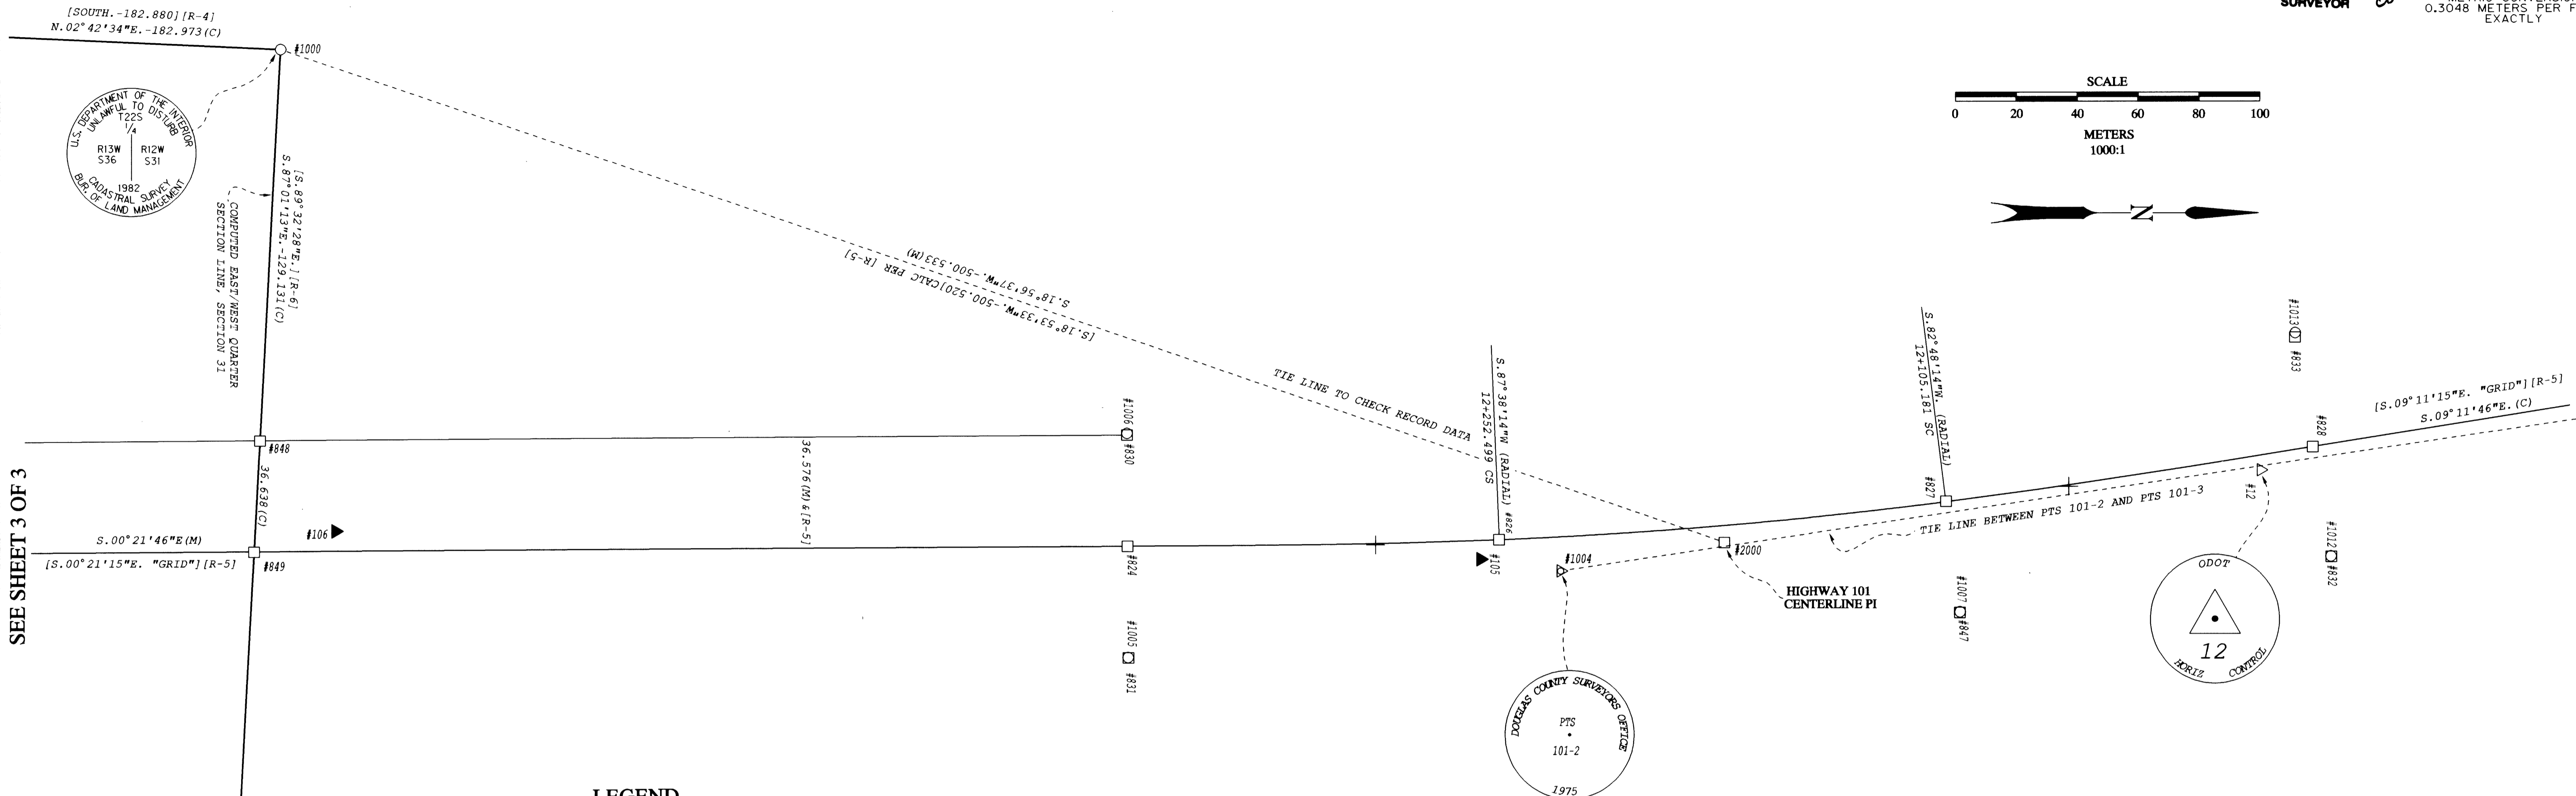 [SOUTH.-182.880][R-4]
N.02°42'34"E.-182.973(C)
#1000
U.S. DEPARTMENT OF THE INTERIOR
UNLAWFUL TO DISTURB
T22S
1/4
R13W R12W
S36 S31
1982
CADASTRAL SURVEY
BUR. OF LAND MANAGEMENT
[S.89°32'28"E.][R-6]
S.87°01'13"E.-129.131(C)
COMPUTED EAST/WEST QUARTER
SECTION LINE, SECTION 31
S.18°56'37"W.-500.533(M)
[S.18°53'33"W.-500.520]CALC PER [R-5]
TIE LINE TO CHECK RECORD DATA
SURVEYOR
0.3048 METERS PER F
EXACTLY
SCALE
0 20 40 60 80 100
METERS
1000:1
N
#1013
#833
S.82°48'14"W. (RADIAL)
12+105.181 SC
#827
S.87°38'14"W (RADIAL)
12+252.499 CS
#826
[S.09°11'15"E. "GRID"][R-5]
S.09°11'46"E.(C)
#828
#12
TIE LINE BETWEEN PTS 101-2 AND PTS 101-3
#1006
#830
#848
36.638(C)
36.576(M)&[R-5]
SEE SHEET 3 OF 3
S.00°21'46"E(M)
[S.00°21'15"E. "GRID"][R-5]
#849
#106
#824
#105
#1004
#2000
HIGHWAY 101
CENTERLINE PI
#1005
#831
#1007
#847
#1012
#832
ODOT
12
HORIZ CONTROL
DOUGLAS COUNTY SURVEYORS OFFICE
PTS
101-2
1975
LEGEND